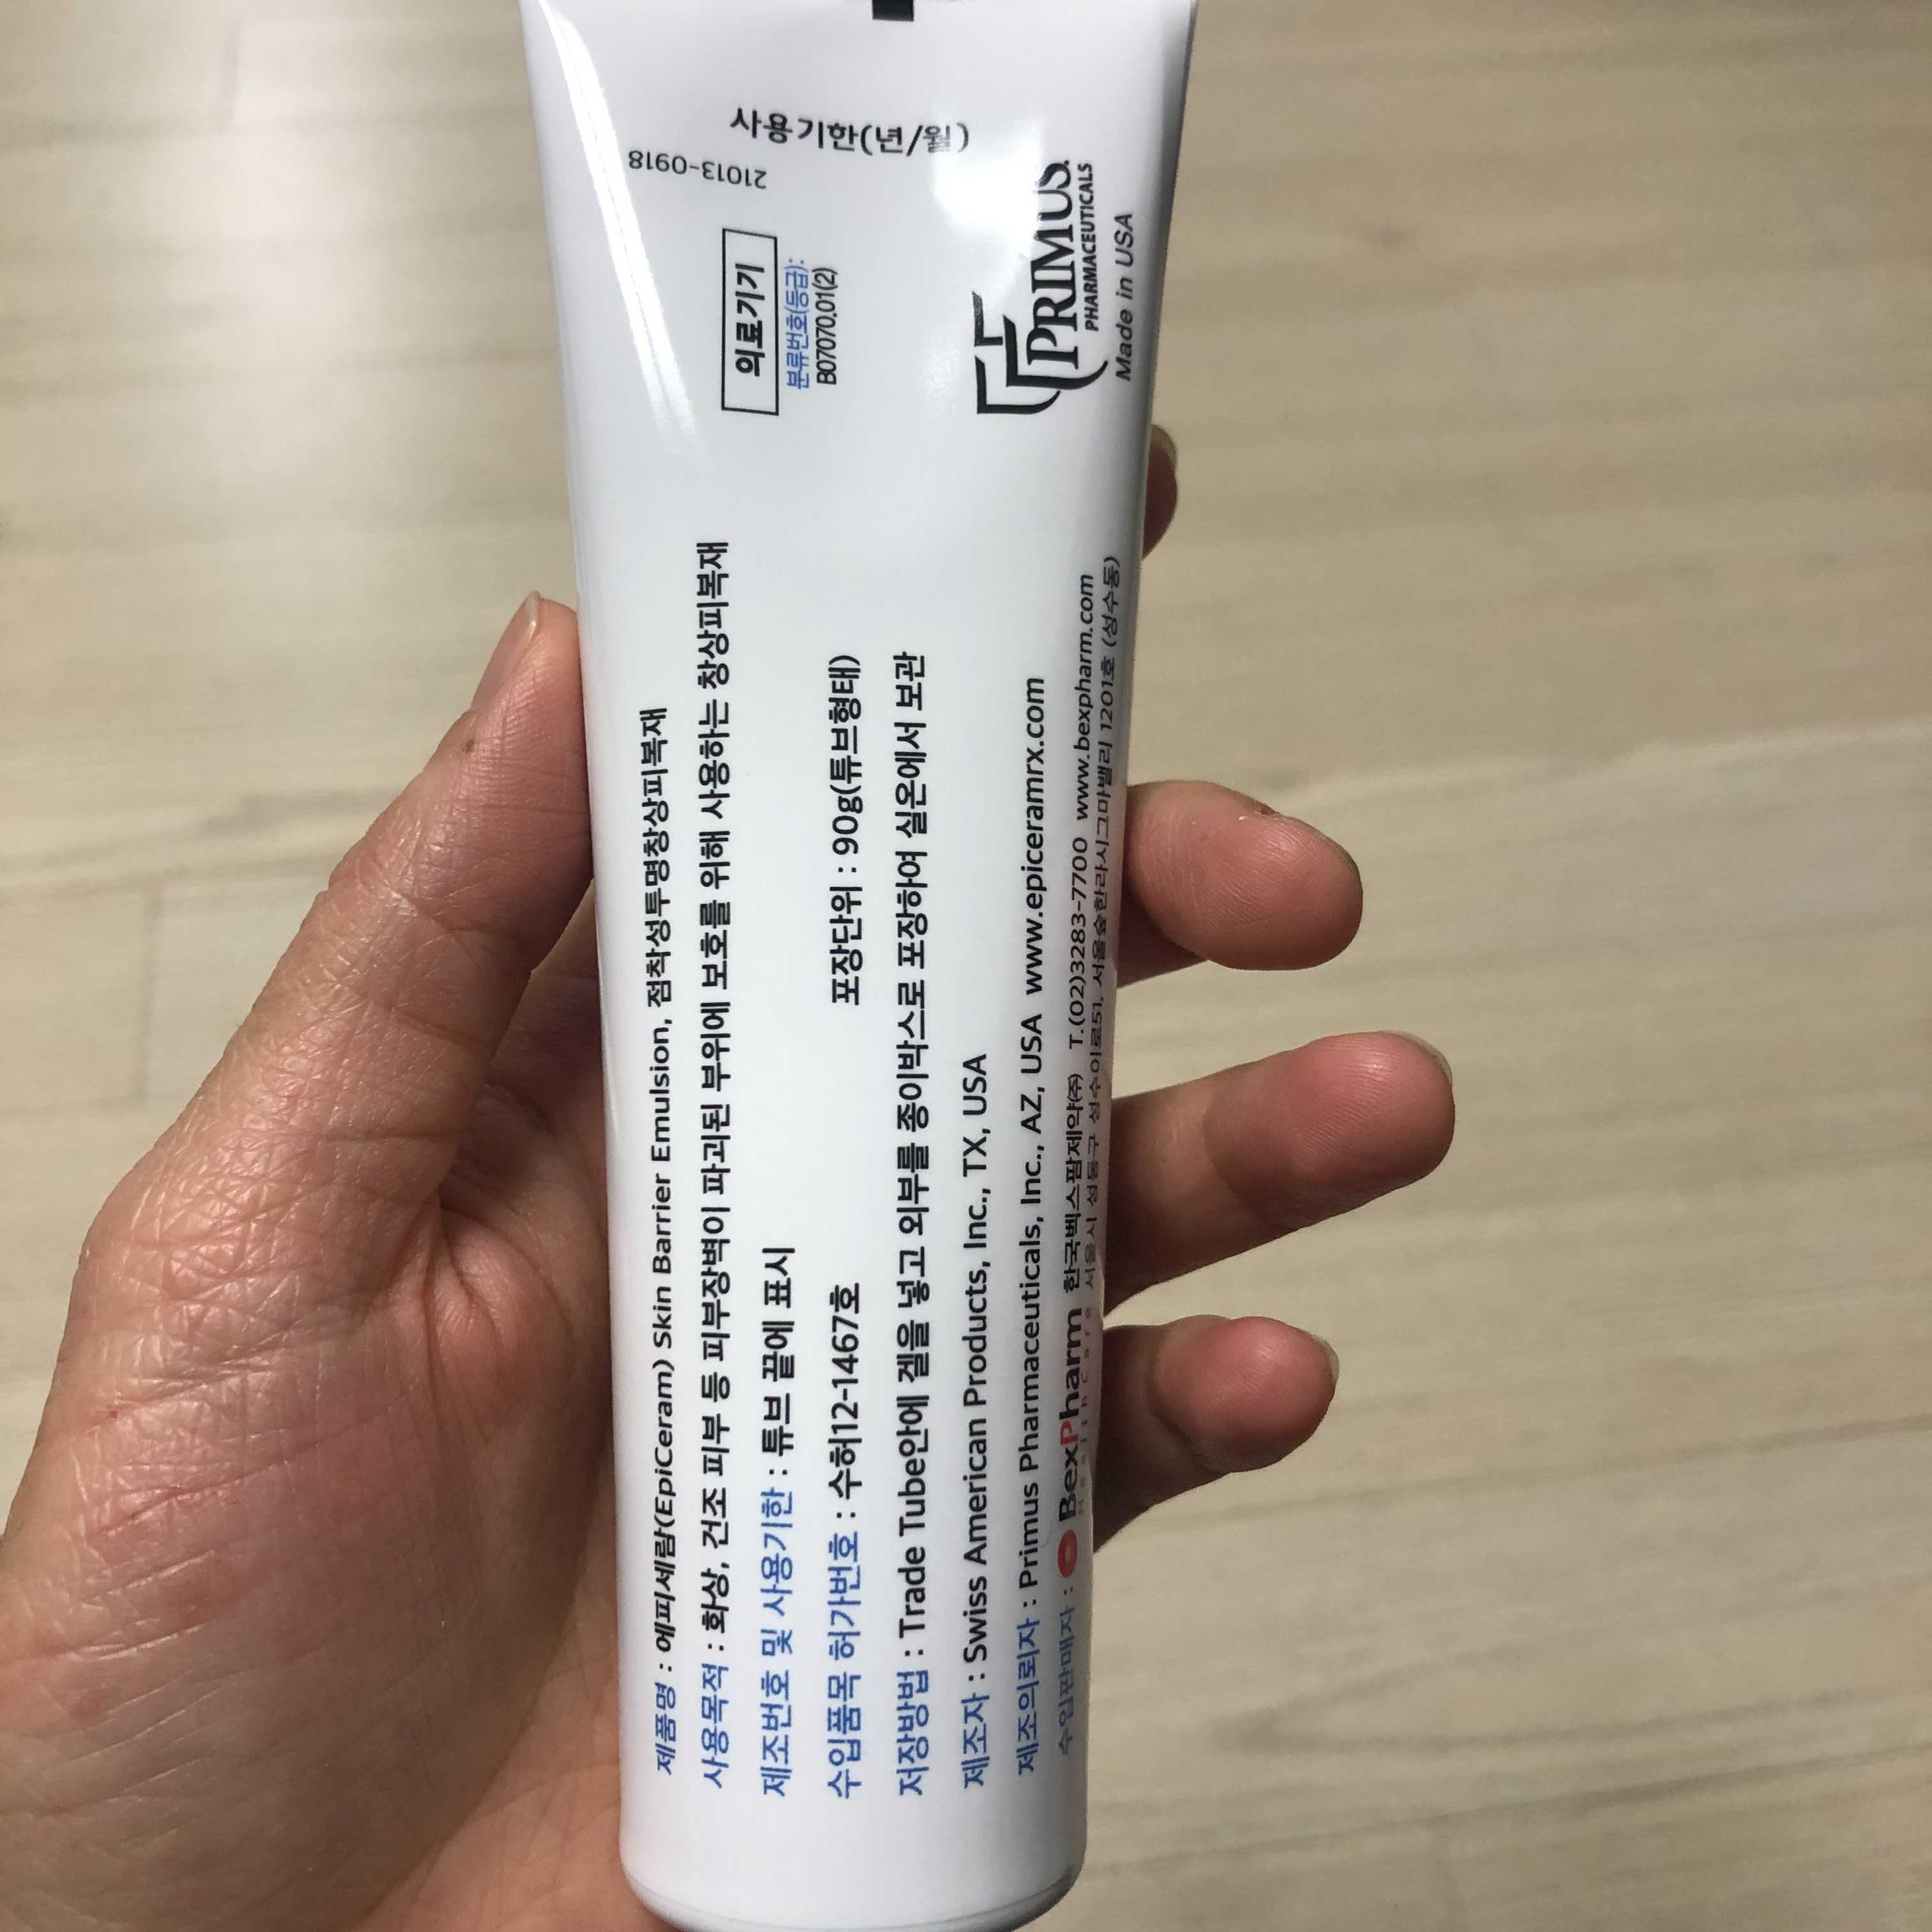 사용기한(년/월)
21013-0918
의료기기
분류번호(등급):
B07070.01(2)
PRIMUS.
PHARMACEUTICALS
Made in USA
제품명 : 에피세람(EpiCeram) Skin Barrier Emulsion, 점착성투명창상피복재
사용목적 : 화상, 건조 피부 등 피부장벽이 파괴된 부위에 보호를 위해 사용하는 창상피복재
제조번호 및 사용기한 : 튜브 끝에 표시
수입품목 허가번호 : 수허12-1467호 포장단위 : 90g(튜브형태)
저장방법 : Trade Tube안에 겔을 넣고 외부를 종이박스로 포장하여 실온에서 보관
제조자 : Swiss American Products, Inc., TX, USA
제조의뢰자 : Primus Pharmaceuticals, Inc., AZ, USA www.epiceramrx.com
수입판매자 : BexPharm 한국벡스팜제약㈜ T.(02)3283-7700 www.bexpharm.com
Healthcare 서울시 성동구 성수이로51, 서울숲한라시그마밸리 1201호 (성수동)